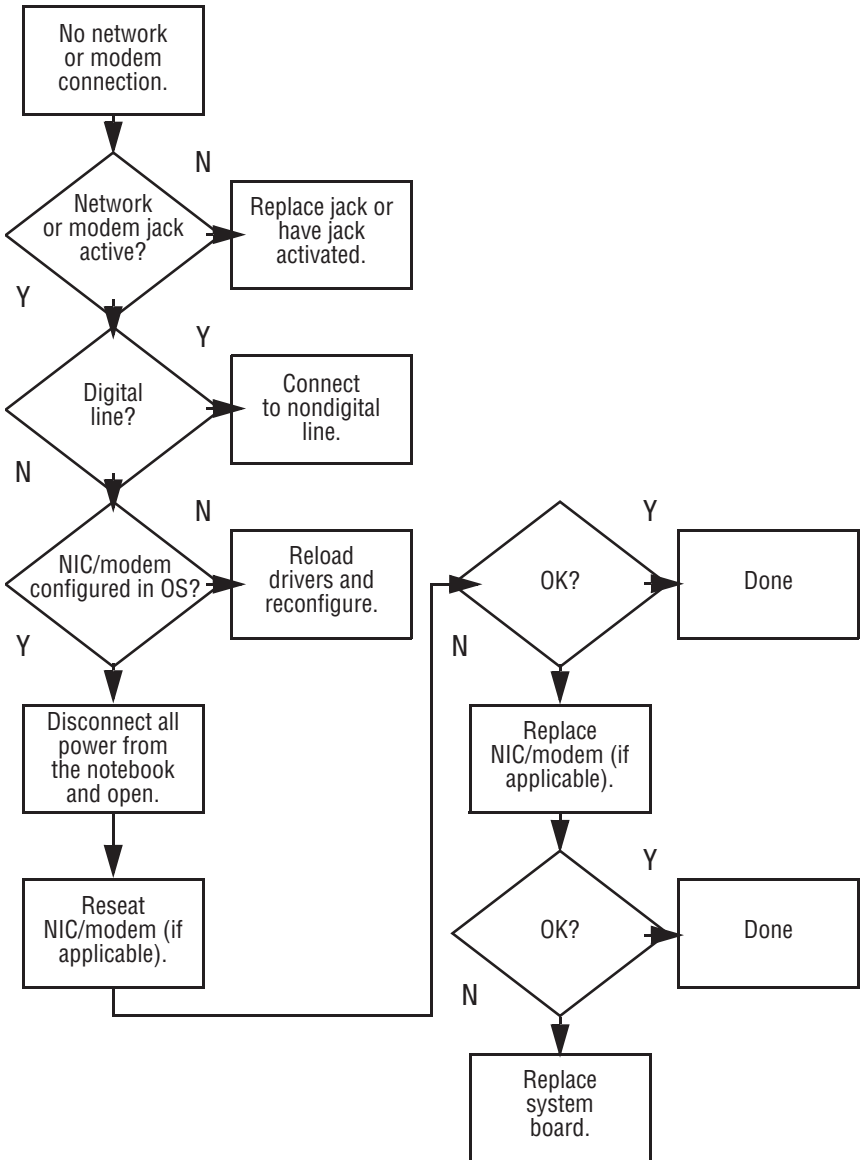 No network
or modem
connection.
N
Network
or modem jack
active?
Replace jack or
have jack
activated.
Y
Y
Digital
line?
Connect
to nondigital
line.
N
N
NIC/modem
configured in OS?
Reload
drivers and
reconfigure.
Y
Disconnect all
power from
the notebook
and open.
Reseat
NIC/modem (if
applicable).
Y
OK?
Done
N
Replace
NIC/modem (if
applicable).
Y
OK?
Done
N
Replace
system
board.